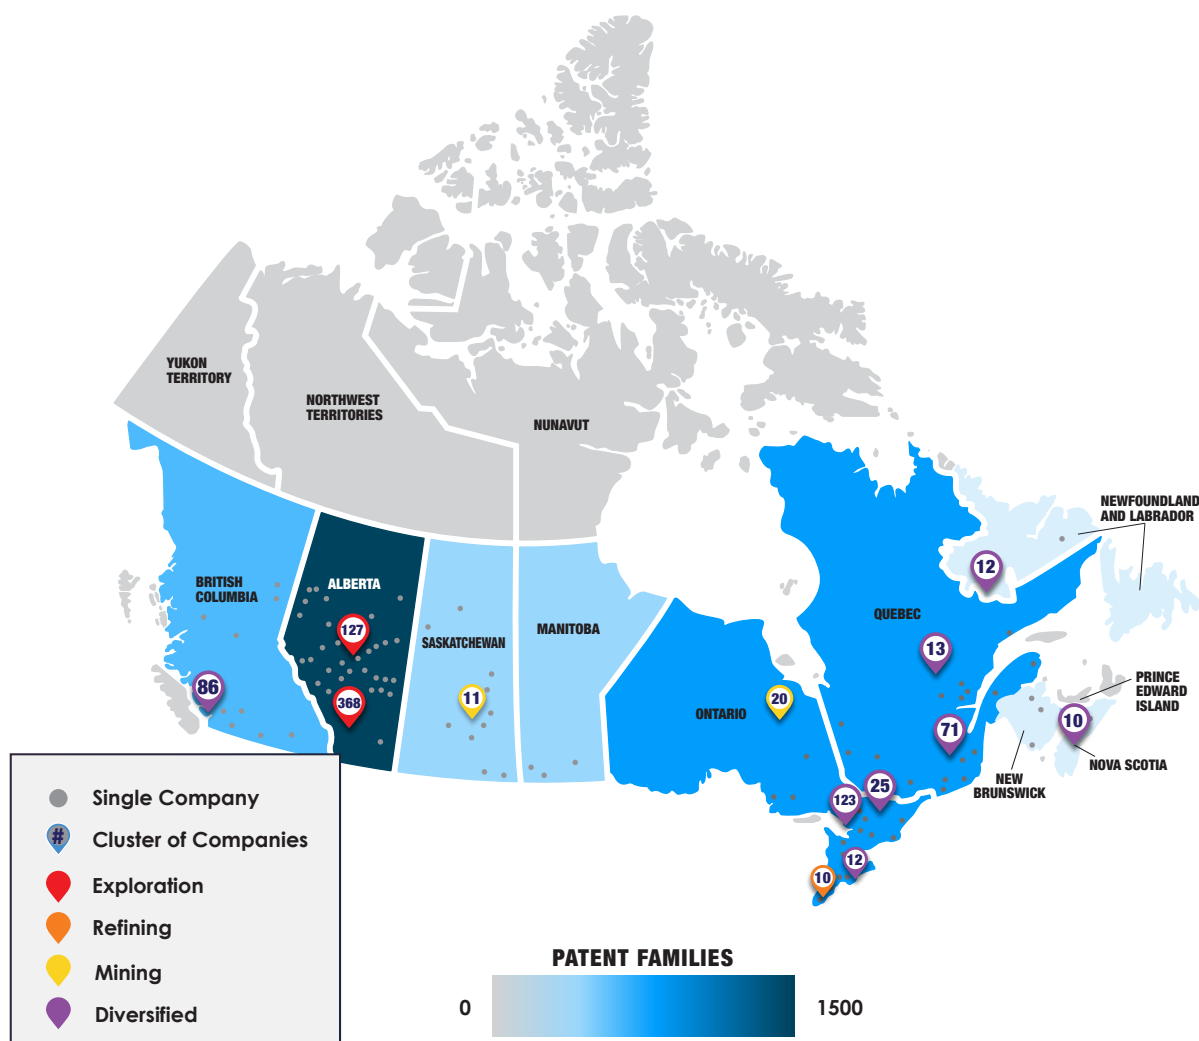 YUKON
TERRITORY
NORTHWEST
TERRITORIES
NUNAVUT
NEWFOUNDLAND
AND LABRADOR
BRITISH
COLUMBIA
ALBERTA
SASKATCHEWAN
MANITOBA
ONTARIO
QUEBEC
PRINCE
EDWARD
ISLAND
NOVA SCOTIA
NEW
BRUNSWICK
12
127
13
86
368
11
20
71
10
25
123
12
10
Single Company
# Cluster of Companies
Exploration
Refining
Mining
Diversified
PATENT FAMILIES
0 1500